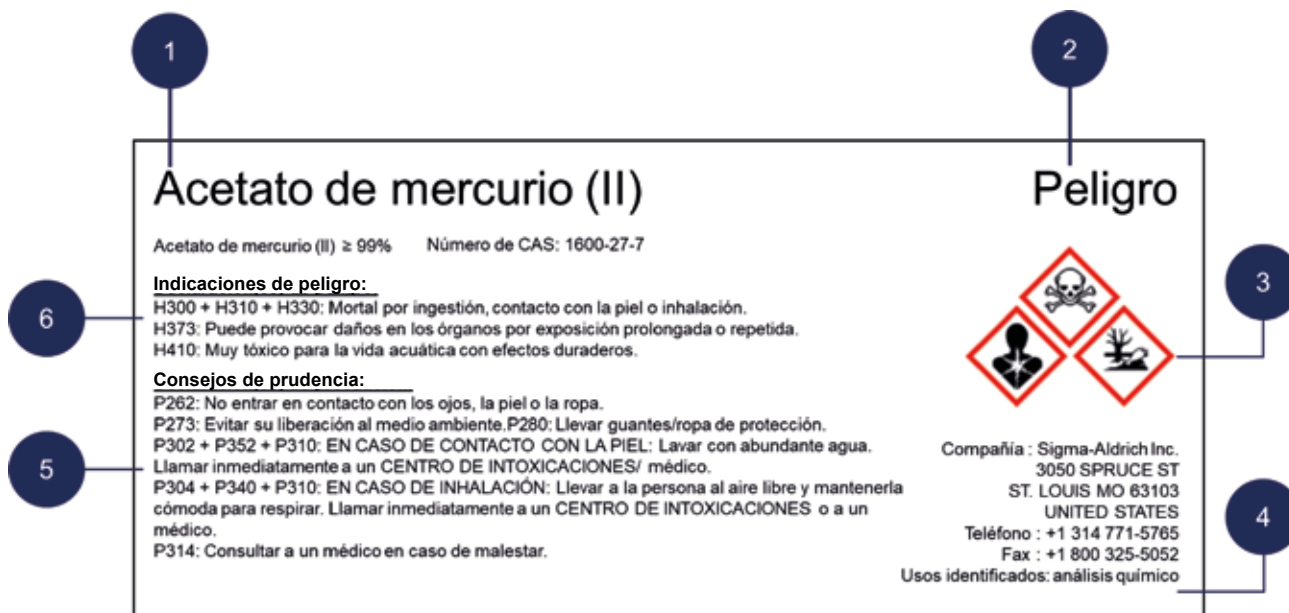 1
2
Acetato de mercurio (II)
Peligro
Acetato de mercurio (II) ≥ 99% Número de CAS: 1600-27-7
Indicaciones de peligro:
H300 + H310 + H330: Mortal por ingestión, contacto con la piel o inhalación.
H373: Puede provocar daños en los órganos por exposición prolongada o repetida.
H410: Muy tóxico para la vida acuática con efectos duraderos.
6
3
Consejos de prudencia:
P262: No entrar en contacto con los ojos, la piel o la ropa.
P273: Evitar su liberación al medio ambiente.P280: Llevar guantes/ropa de protección.
P302 + P352 + P310: EN CASO DE CONTACTO CON LA PIEL: Lavar con abundante agua.
Llamar inmediatamente a un CENTRO DE INTOXICACIONES/ médico.
P304 + P340 + P310: EN CASO DE INHALACIÓN: Llevar a la persona al aire libre y mantenerla
cómoda para respirar. Llamar inmediatamente a un CENTRO DE INTOXICACIONES o a un
médico.
P314: Consultar a un médico en caso de malestar.
5
Compañía : Sigma-Aldrich Inc.
3050 SPRUCE ST
ST. LOUIS MO 63103
UNITED STATES
Teléfono : +1 314 771-5765
Fax : +1 800 325-5052
Usos identificados: análisis químico
4